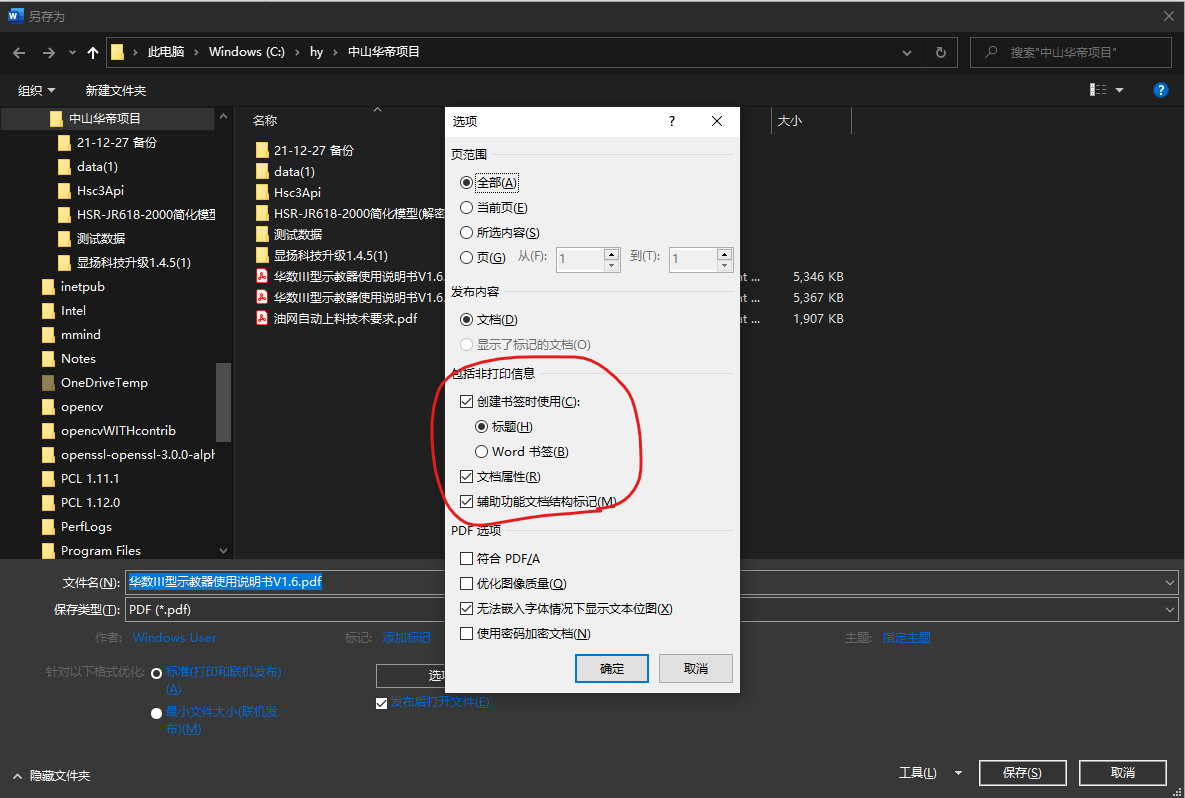 另存为
此电脑 › Windows (C:) › hy › 中山华帝项目
搜索"中山华帝项目"
组织 新建文件夹
中山华帝项目
21-12-27 备份
data(1)
Hsc3Api
HSR-JR618-2000简化模型
测试数据
显扬科技升级1.4.5(1)
inetpub
Intel
mmind
Notes
OneDriveTemp
opencv
opencvWITHcontrib
openssl-openssl-3.0.0-alph
PCL 1.11.1
PCL 1.12.0
PerfLogs
Program Files
名称 大小
21-12-27 备份
data(1)
Hsc3Api
HSR-JR618-2000简化模型(解密
测试数据
显扬科技升级1.4.5(1)
华数III型示教器使用说明书V1.6. nt ... 5,346 KB
华数III型示教器使用说明书V1.6. nt ... 5,367 KB
油网自动上料技术要求.pdf nt ... 1,907 KB
选项 ?
页范围
全部(A)
当前页(E)
所选内容(S)
页(G) 从(F): 1 到(T): 1
发布内容
文档(D)
显示了标记的文档(O)
包括非打印信息
创建书签时使用(C):
标题(H)
Word 书签(B)
文档属性(R)
辅助功能文档结构标记(M)
PDF 选项
符合 PDF/A
优化图像质量(Q)
无法嵌入字体情况下显示文本位图(X)
使用密码加密文档(N)
确定 取消
文件名(N): 华数III型示教器使用说明书V1.6.pdf
保存类型(T): PDF (*.pdf)
作者: Windows User 标记: 添加标记 主题: 指定主题
针对以下格式优化: 标准(打印和联机发布)
(A)
最小文件大小(联机发
布)(M)
选项
发布后打开文件(E)
隐藏文件夹 工具(L) 保存(S) 取消